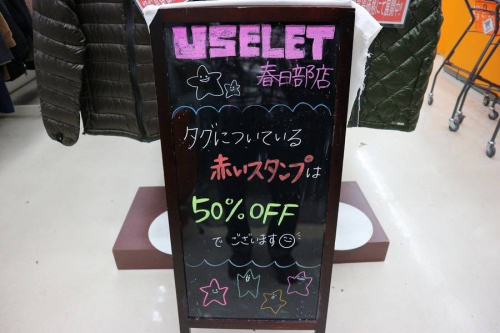 USELET
春日部店
タグについている
赤いスタンプは
50%OFF
でございます